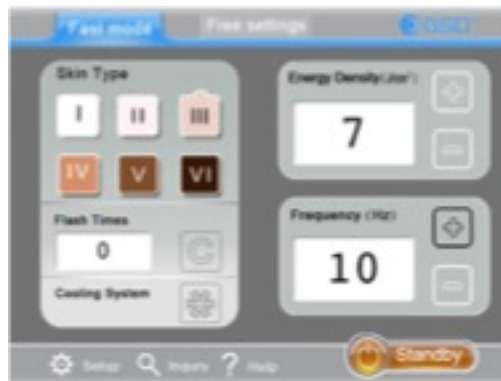 Fast mode
Free settings
Skin Type
I II III
IV V VI
Flash Times
0
C
Cooling System
Energy Density(J/cm²)
7
Frequency (Hz)
10
Standby
Setup Inquiry ? Help